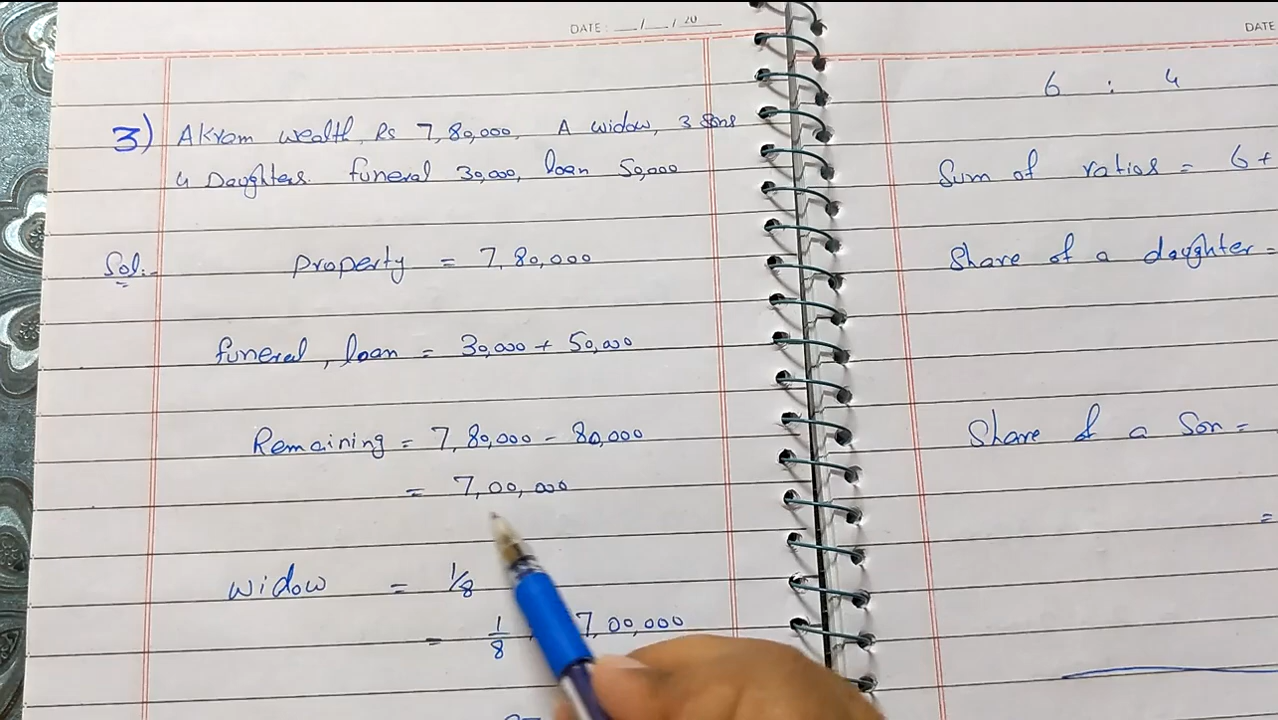 DATE: __/__/20__
3) Akram wealth Rs 7,80,000, A widow, 3 Sons
4 Daughters. funeral 30,000, loan 50,000
Sol:- Property = 7,80,000
funeral, loan = 30,000 + 50,000
Remaining = 7,80,000 - 80,000
= 7,00,000
widow = 1/8
= 1/8 7,00,000
DATE
6 : 4
Sum of ratios = 6+
Share of a daughter =
Share of a Son =
=